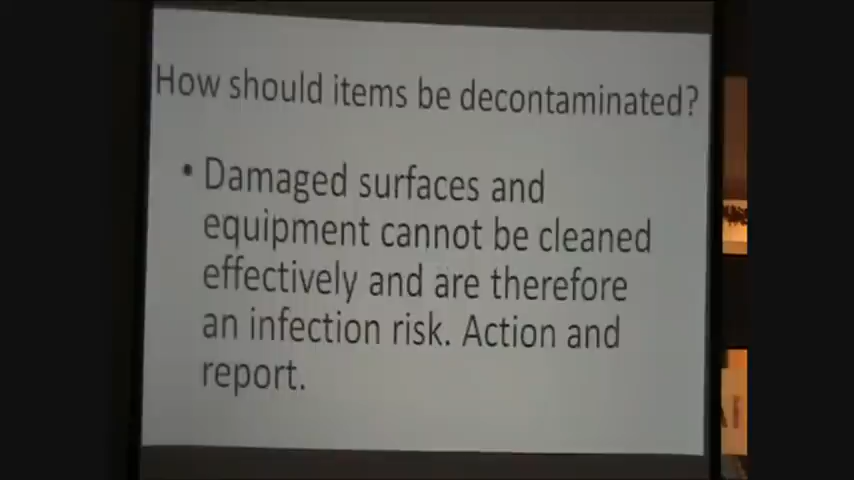 How should items be decontaminated?
• Damaged surfaces and
equipment cannot be cleaned
effectively and are therefore
an infection risk. Action and
report.